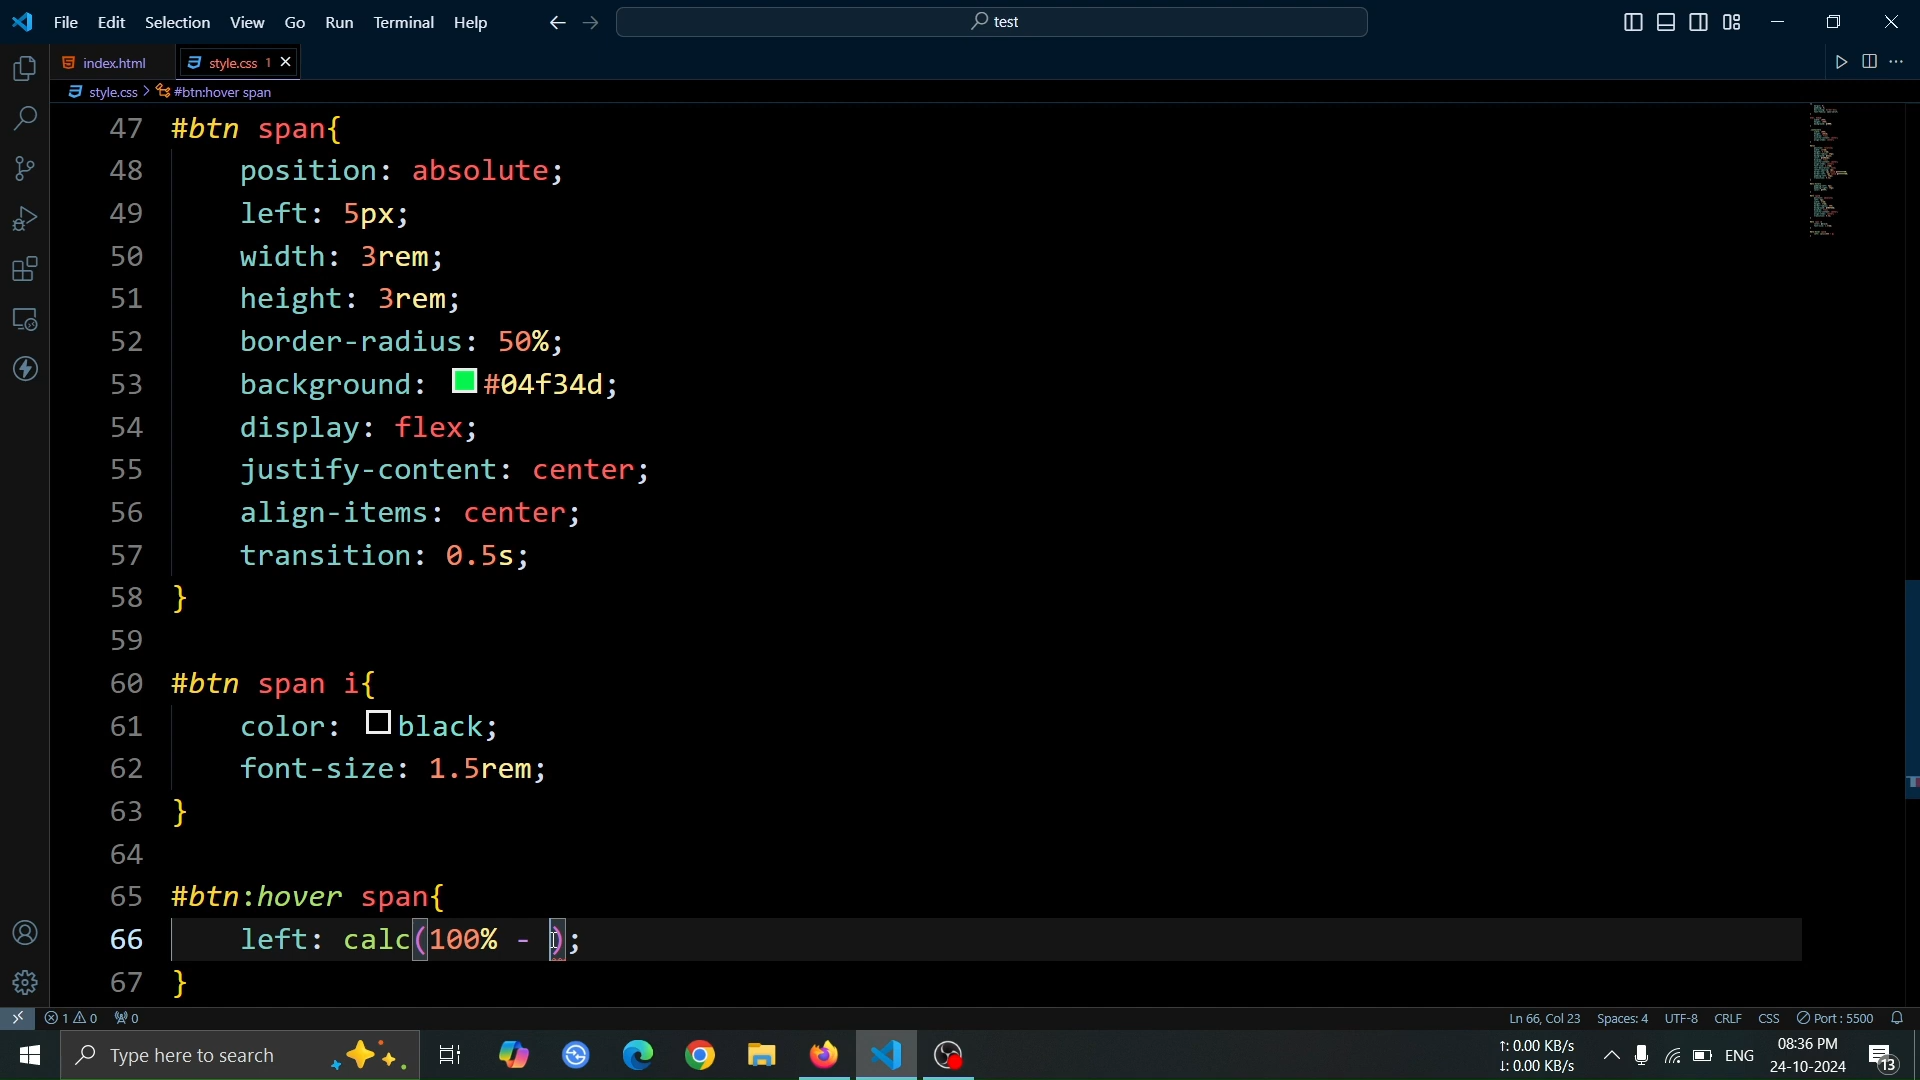 File Edit Selection View Go Run Terminal Help
test
index.html
style.css 1
style.css > #btn:hover span
47 #btn span{
48 position: absolute;
49 left: 5px;
50 width: 3rem;
51 height: 3rem;
52 border-radius: 50%;
53 background: #04f34d;
54 display: flex;
55 justify-content: center;
56 align-items: center;
57 transition: 0.5s;
58 }
59
60 #btn span i{
61 color: black;
62 font-size: 1.5rem;
63 }
64
65 #btn:hover span{
66 left: calc(100% - );
67 }
1 0 0 Ln 66, Col 23 Spaces: 4 UTF-8 CRLF CSS Port : 5500
Type here to search
↑: 0.00 KB/s
↓: 0.00 KB/s
ENG
08:36 PM
24-10-2024
13